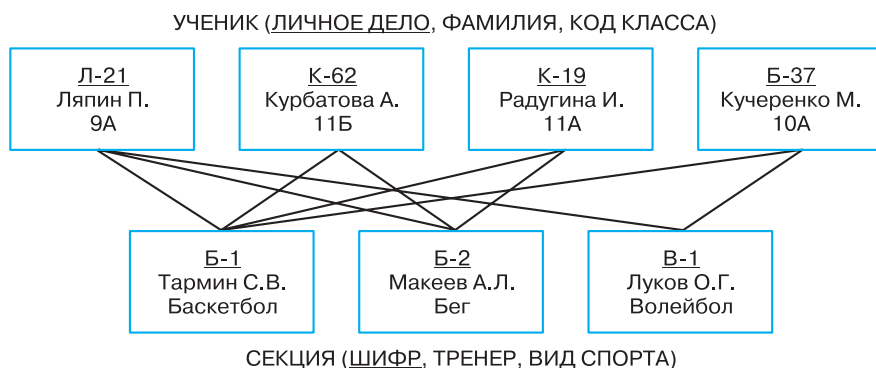 УЧЕНИК (ЛИЧНОЕ ДЕЛО, ФАМИЛИЯ, КОД КЛАССА)
Л-21
Ляпин П.
9А
К-62
Курбатова А.
11Б
К-19
Радугина И.
11А
Б-37
Кучеренко М.
10А
Б-1
Тармин С.В.
Баскетбол
Б-2
Макеев А.Л.
Бег
В-1
Луков О.Г.
Волейбол
СЕКЦИЯ (ШИФР, ТРЕНЕР, ВИД СПОРТА)